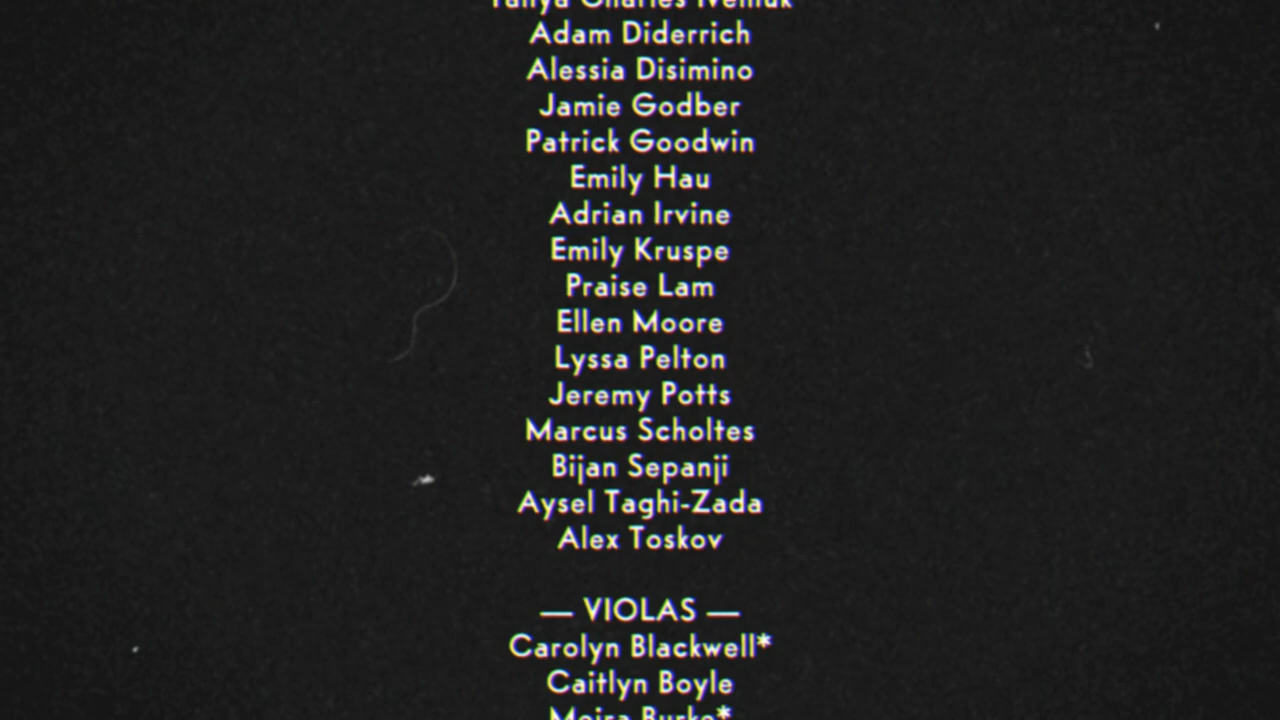 Adam Diderrich
Alessia Disimino
Jamie Godber
Patrick Goodwin
Emily Hau
Adrian Irvine
Emily Kruspe
Praise Lam
Ellen Moore
Lyssa Pelton
Jeremy Potts
Marcus Scholtes
Bijan Sepanji
Aysel Taghi-Zada
Alex Toskov
— VIOLAS —
Carolyn Blackwell*
Caitlyn Boyle